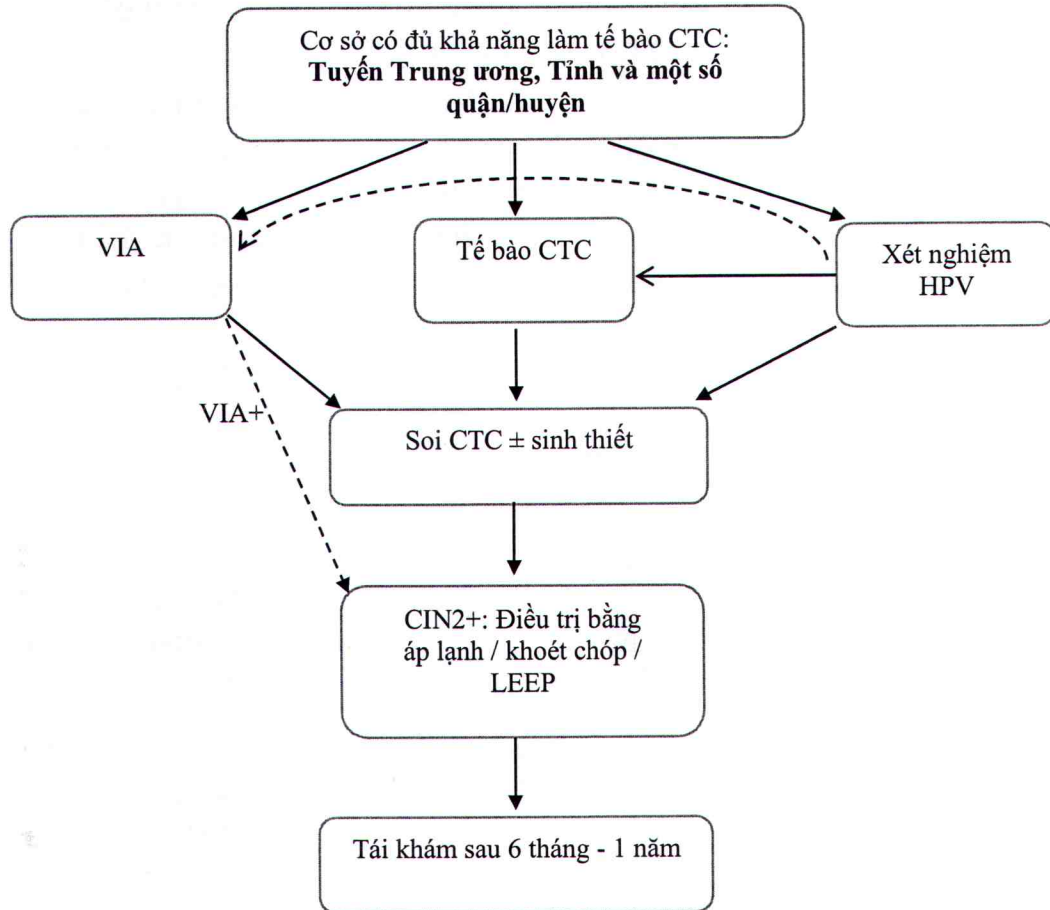 Cơ sở có đủ khả năng làm tế bào CTC:
Tuyến Trung ương, Tỉnh và một số
quận/huyện
VIA
Tế bào CTC
Xét nghiệm
HPV
VIA+
Soi CTC ± sinh thiết
CIN2+: Điều trị bằng
áp lạnh / khoét chóp /
LEEP
Tái khám sau 6 tháng - 1 năm